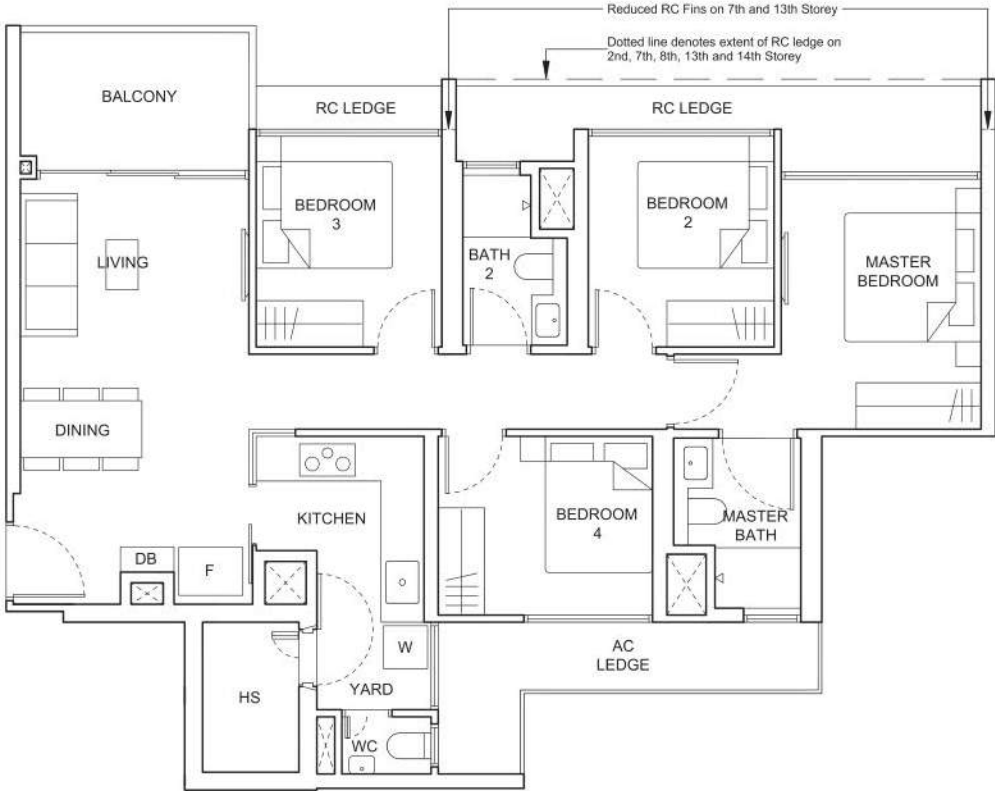 Reduced RC Fins on 7th and 13th Storey
Dotted line denotes extent of RC ledge on
2nd, 7th, 8th, 13th and 14th Storey
BALCONY
RC LEDGE
RC LEDGE
BEDROOM
3
BEDROOM
2
BATH
2
LIVING
MASTER
BEDROOM
DINING
KITCHEN
BEDROOM
4
MASTER
BATH
DB
F
W
AC
LEDGE
HS
YARD
WC